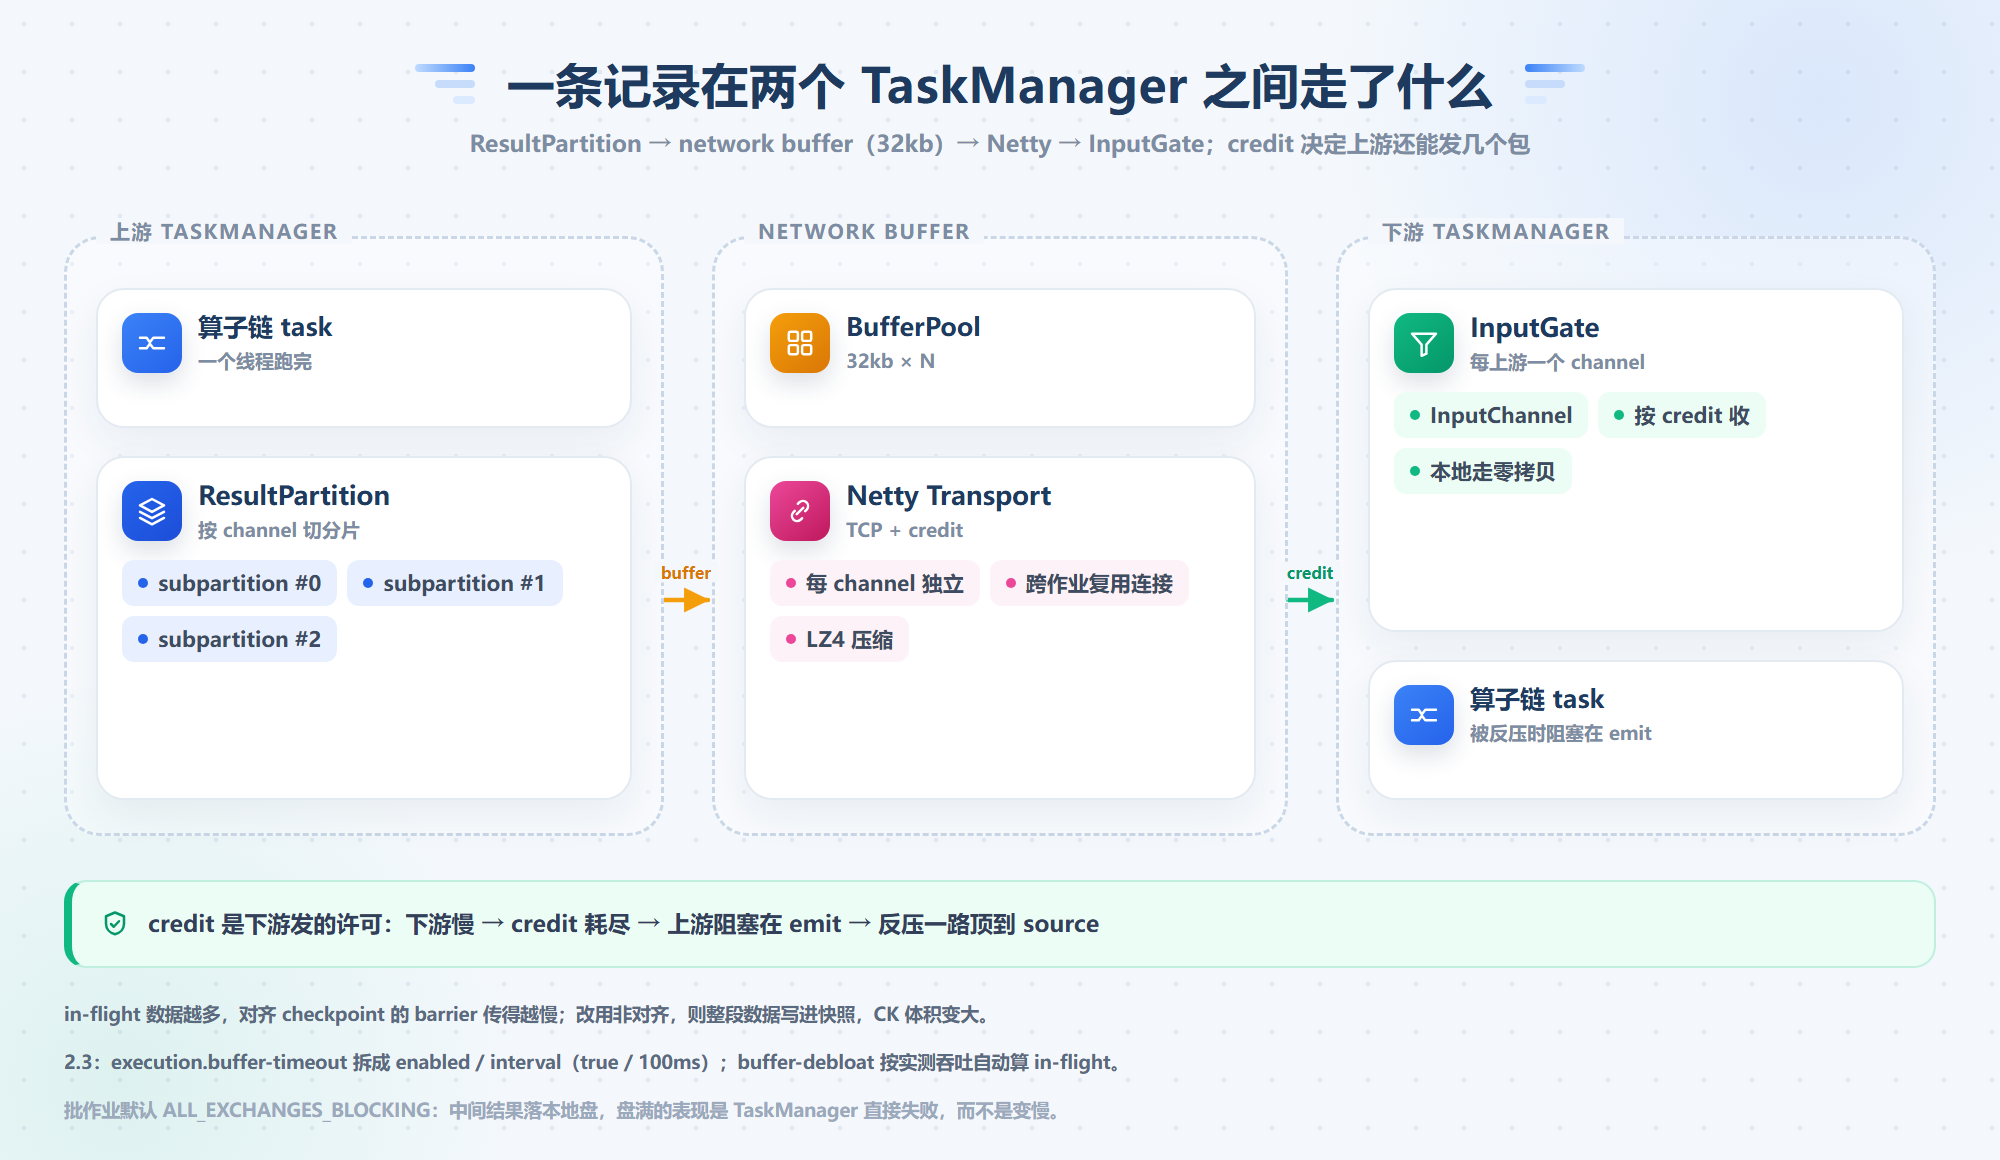 一条记录在两个 TaskManager 之间走了什么
ResultPartition → network buffer（32kb）→ Netty → InputGate；credit 决定上游还能发几个包
上游 TASKMANAGER
算子链 task
一个线程跑完
ResultPartition
按 channel 切分片
subpartition #0
subpartition #1
subpartition #2
buffer
NETWORK BUFFER
BufferPool
32kb × N
Netty Transport
TCP + credit
每 channel 独立
跨作业复用连接
LZ4 压缩
credit
下游 TASKMANAGER
InputGate
每上游一个 channel
InputChannel
按 credit 收
本地走零拷贝
算子链 task
被反压时阻塞在 emit
credit 是下游发的许可：下游慢 → credit 耗尽 → 上游阻塞在 emit → 反压一路顶到 source
in-flight 数据越多，对齐 checkpoint 的 barrier 传得越慢；改用非对齐，则整段数据写进快照，CK 体积变大。
2.3：execution.buffer-timeout 拆成 enabled / interval（true / 100ms）；buffer-debloat 按实测吞吐自动算 in-flight。
批作业默认 ALL_EXCHANGES_BLOCKING：中间结果落本地盘，盘满的表现是 TaskManager 直接失败，而不是变慢。